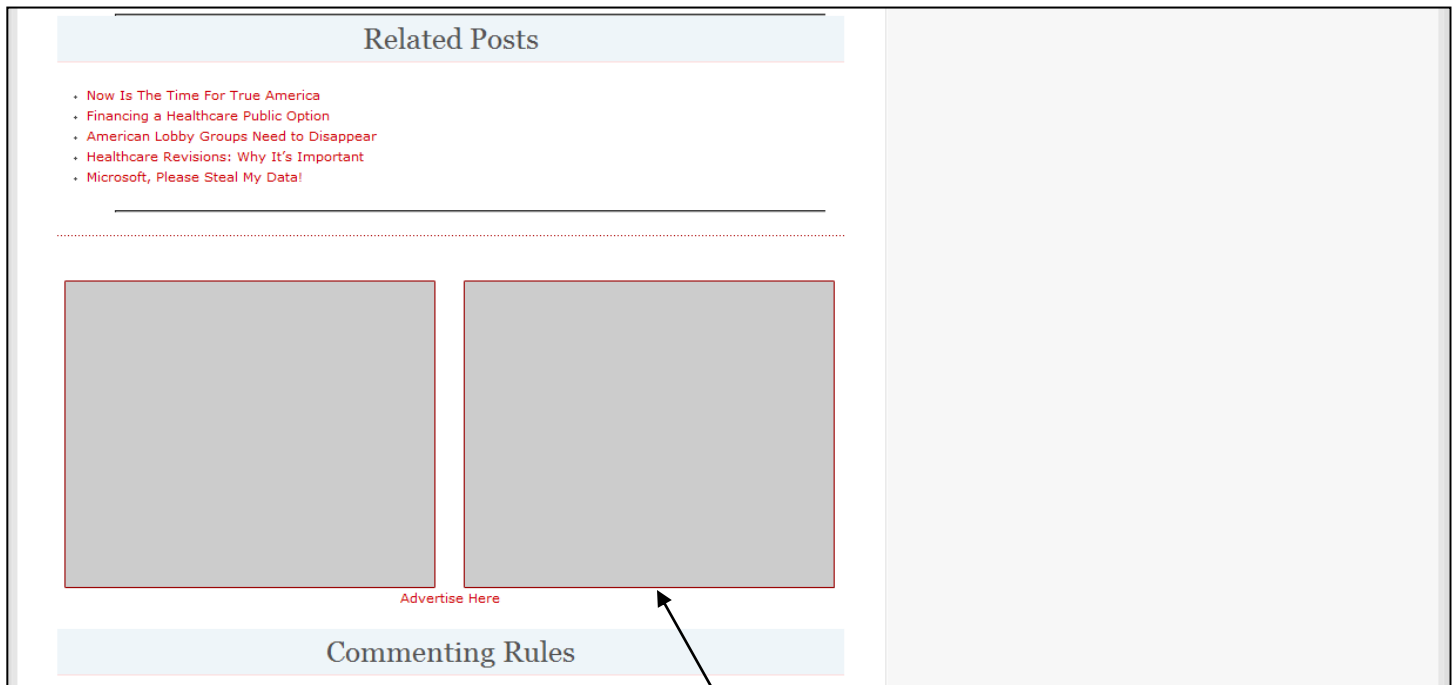 Related Posts
Now Is The Time For True America
Financing a Healthcare Public Option
American Lobby Groups Need to Disappear
Healthcare Revisions: Why It’s Important
Microsoft, Please Steal My Data!
Advertise Here
Commenting Rules